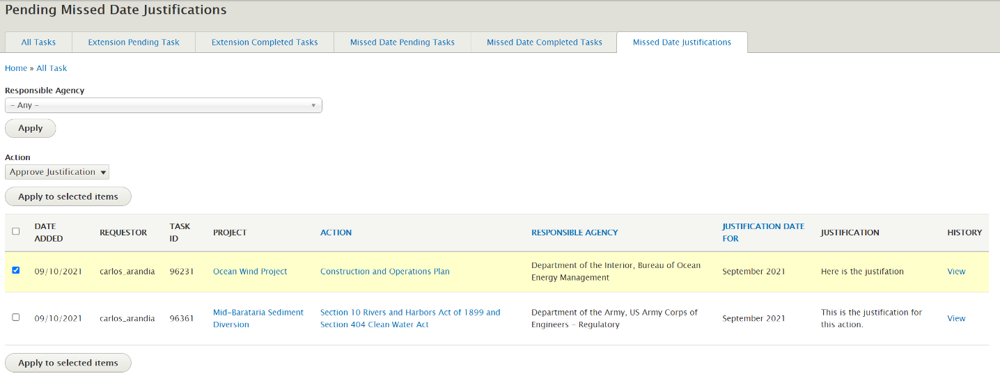 Pending Missed Date Justifications
All Tasks
Extension Pending Task
Extension Completed Tasks
Missed Date Pending Tasks
Missed Date Completed Tasks
Missed Date Justifications
Home » All Task
Responsible Agency
- Any -
Apply
Action
Approve Justification
Apply to selected items
DATE
ADDED
REQUESTOR
TASK
ID
PROJECT
ACTION
RESPONSIBLE AGENCY
JUSTIFICATION DATE
FOR
JUSTIFICATION
HISTORY
09/10/2021
carlos_arandia
96231
Ocean Wind Project
Construction and Operations Plan
Department of the Interior, Bureau of Ocean
Energy Management
September 2021
Here is the justifation
View
09/10/2021
carlos_arandia
96361
Mid-Barataria Sediment
Diversion
Section 10 Rivers and Harbors Act of 1899 and
Section 404 Clean Water Act
Department of the Army, US Army Corps of
Engineers - Regulatory
September 2021
This is the justification for
this action.
View
Apply to selected items